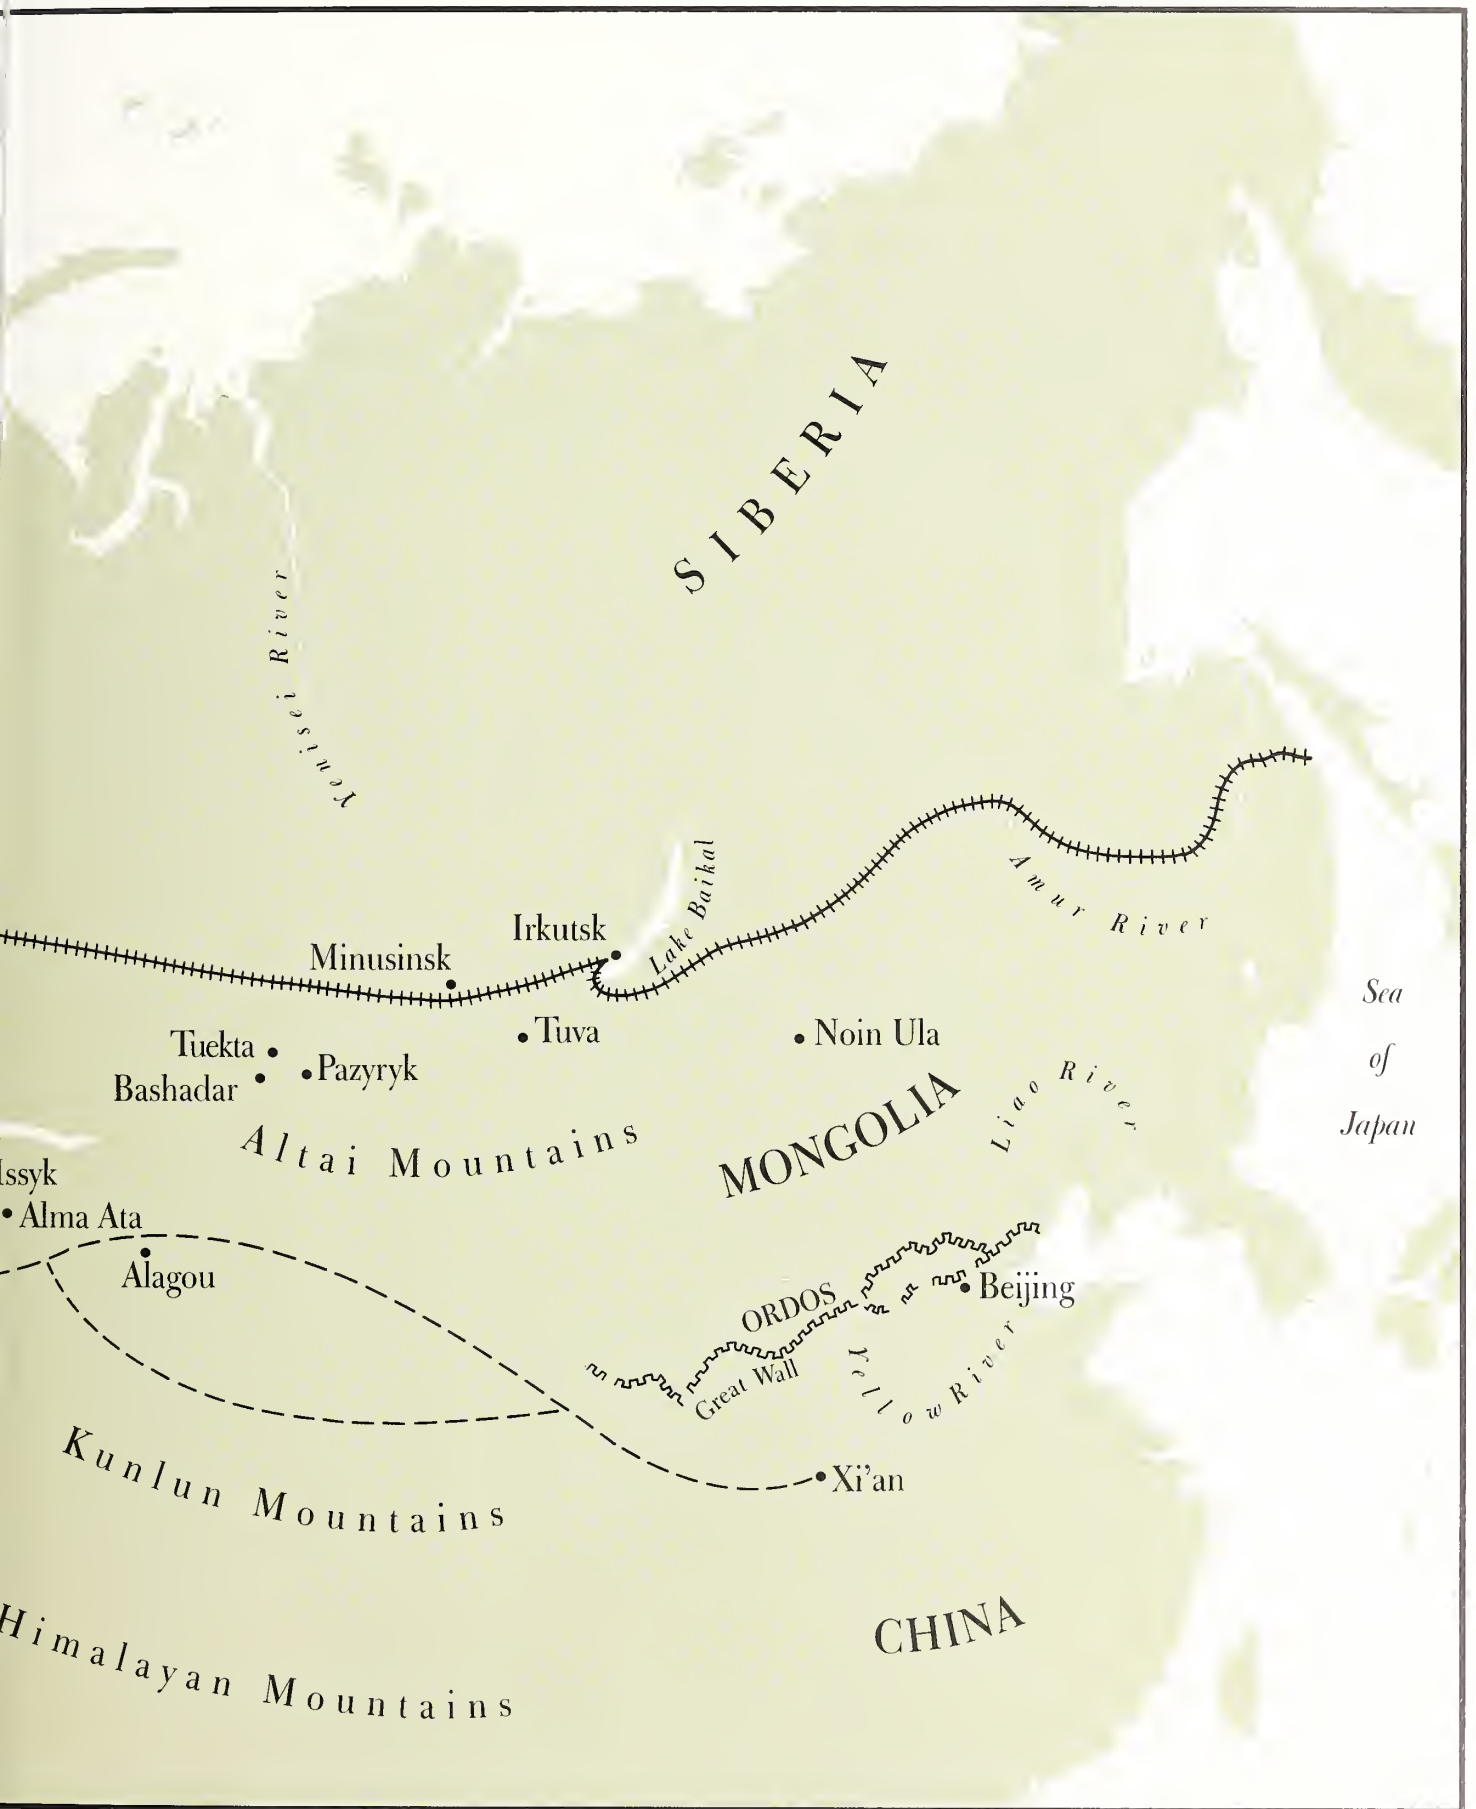 SIBERIA
Yenisei River
Lake Baikal
Irkutsk
Minusinsk
Amur River
Sea
of
Japan
Tuva
Noin Ula
Tuekta
Pazyryk
Bashadar
Liao River
MONGOLIA
Altai Mountains
Issyk
Alma Ata
Alagou
ORDOS
Beijing
Great Wall
Yellow River
Kunlun Mountains
Xi'an
CHINA
Himalayan Mountains